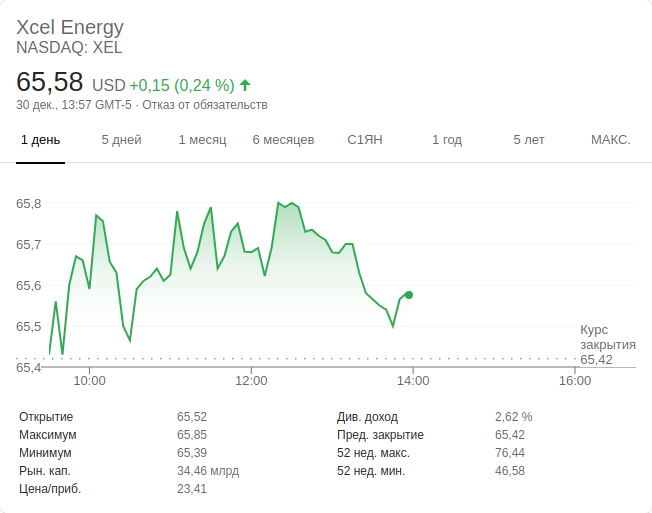 Xcel Energy
NASDAQ: XEL
65,58 USD +0,15 (0,24 %)
30 дек., 13:57 GMT-5 · Отказ от обязательств
1 день 5 дней 1 месяц 6 месяцев С1ЯН 1 год 5 лет МАКС.
65,8
65,7
65,6
65,5
65,4
Курс
закрытия
65,42
10:00 12:00 14:00 16:00
Открытие 65,52 Див. доход 2,62 %
Максимум 65,85 Пред. закрытие 65,42
Минимум 65,39 52 нед. макс. 76,44
Рын. кап. 34,46 млрд 52 нед. мин. 46,58
Цена/приб. 23,41